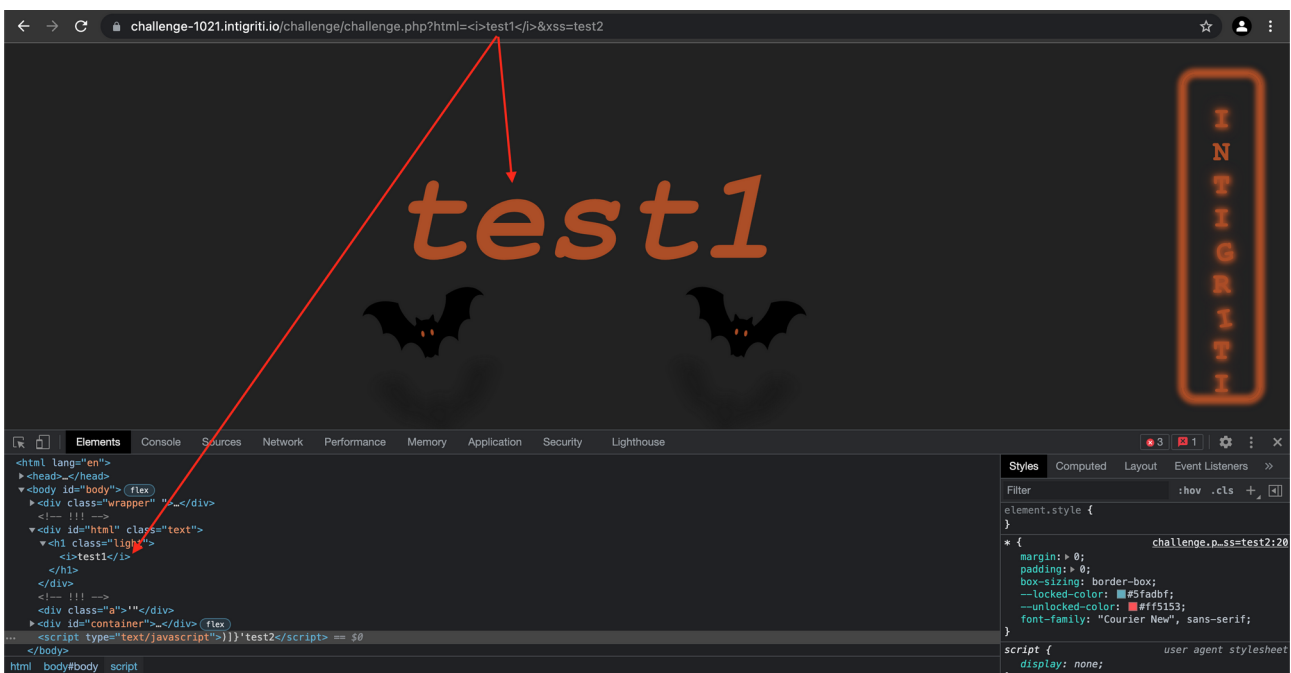 challenge-1021.intigriti.io/challenge/challenge.php?html=<i>test1</i>&xss=test2
I
N
T
I
G
R
I
T
I
test1
Elements Console Sources Network Performance Memory Application Security Lighthouse 3 1
<html lang="en">
<head>…</head>
<body id="body"> flex
<div class="wrapper" ">…</div>
<!-- !!! -->
<div id="html" class="text">
<h1 class="light">
<i>test1</i>
</h1>
</div>
<!-- !!! -->
<div class="a">'"</div>
<div id="container">…</div> flex
… <script type="text/javascript">)]}'test2</script> == $0
</body>
html body#body script
Styles Computed Layout Event Listeners »
Filter :hov .cls +
element.style {
}
* { challenge.p…ss=test2:20
margin: 0;
padding: 0;
box-sizing: border-box;
--locked-color: #5fadbf;
--unlocked-color: #ff5153;
font-family: "Courier New", sans-serif;
}
script { user agent stylesheet
display: none;